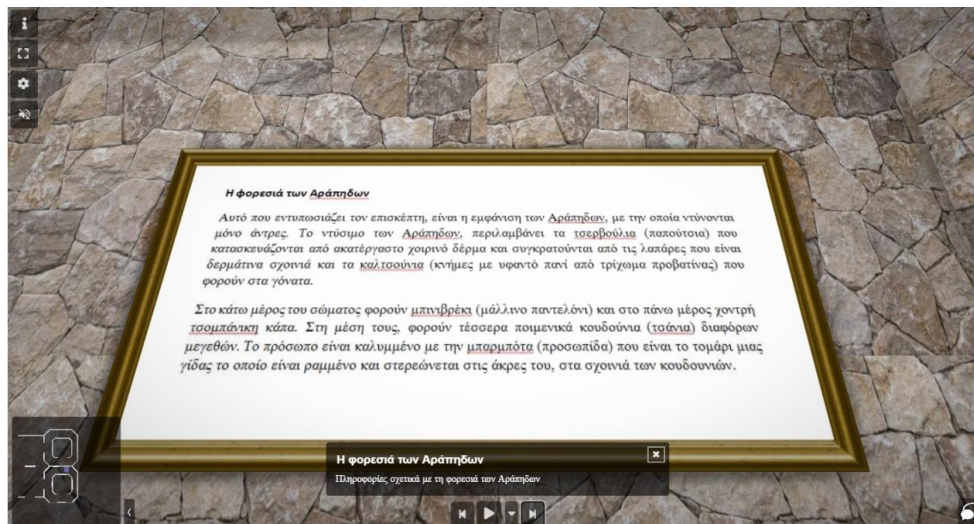 Η φορεσιά των Αράπηδων
Αυτό που εντυπωσιάζει τον επισκέπτη, είναι η εμφάνιση των Αράπηδων, με την οποία ντύνονται
μόνο άντρες. Το ντύσιμο των Αράπηδων, περιλαμβάνει τα τσερβούλια (παπούτσια) που
κατασκευάζονται από ακατέργαστο χοιρινό δέρμα και συγκρατούνται από τις λαπάρες που είναι
δερμάτινα σχοινιά και τα καλτσούνια (κνήμες με υφαντό πανί από τρίχωμα προβατίνας) που
φορούν στα γόνατα.
Στο κάτω μέρος του σώματος φορούν μπινιβρέκι (μάλλινο παντελόνι) και στο πάνω μέρος χοντρή
τσομπάνικη κάπα. Στη μέση τους, φορούν τέσσερα ποιμενικά κουδούνια (τσάνια) διαφόρων
μεγεθών. Το πρόσωπο είναι καλυμμένο με την μπαρμπότα (προσωπίδα) που είναι το τομάρι μιας
γίδας το οποίο είναι ραμμένο και στερεώνεται στις άκρες του, στα σχοινιά των κουδουνιών.
Η φορεσιά των Αράπηδων
Πληροφορίες σχετικά με τη φορεσιά των Αράπηδων